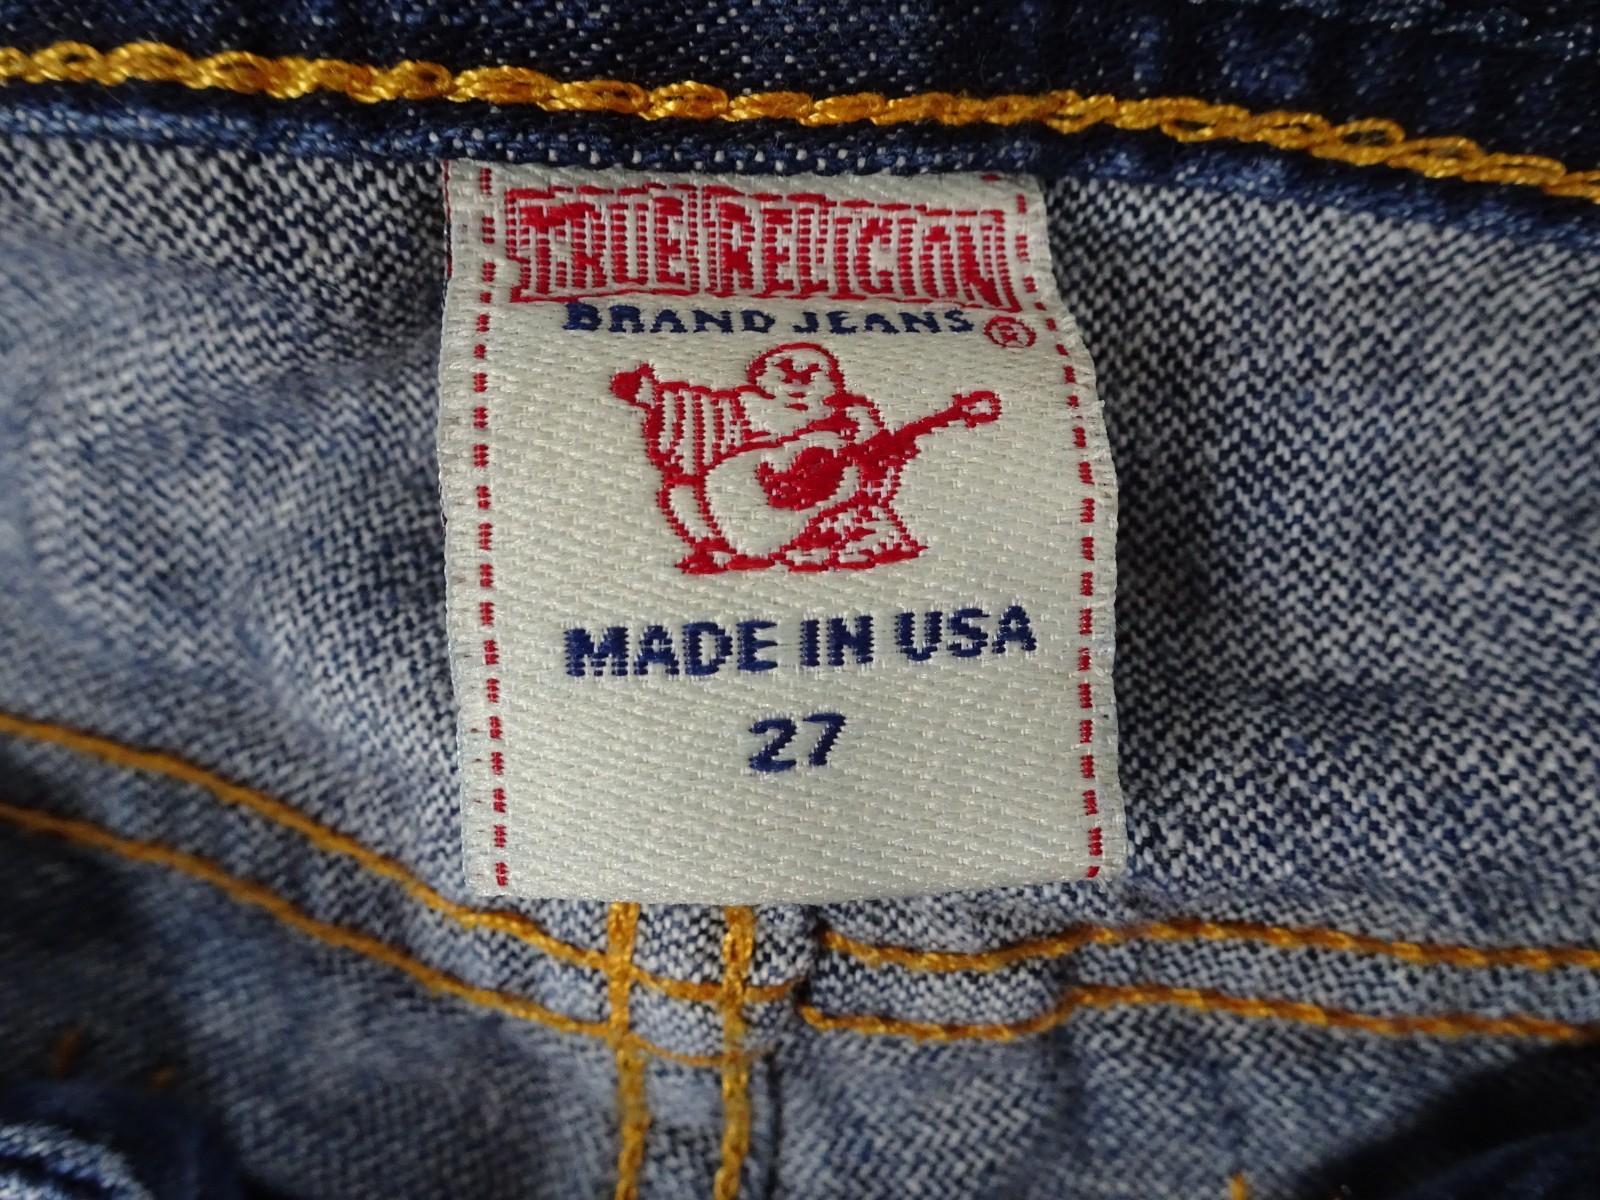 TRUE RELIGION
BRAND JEANS ®
MADE IN USA
27